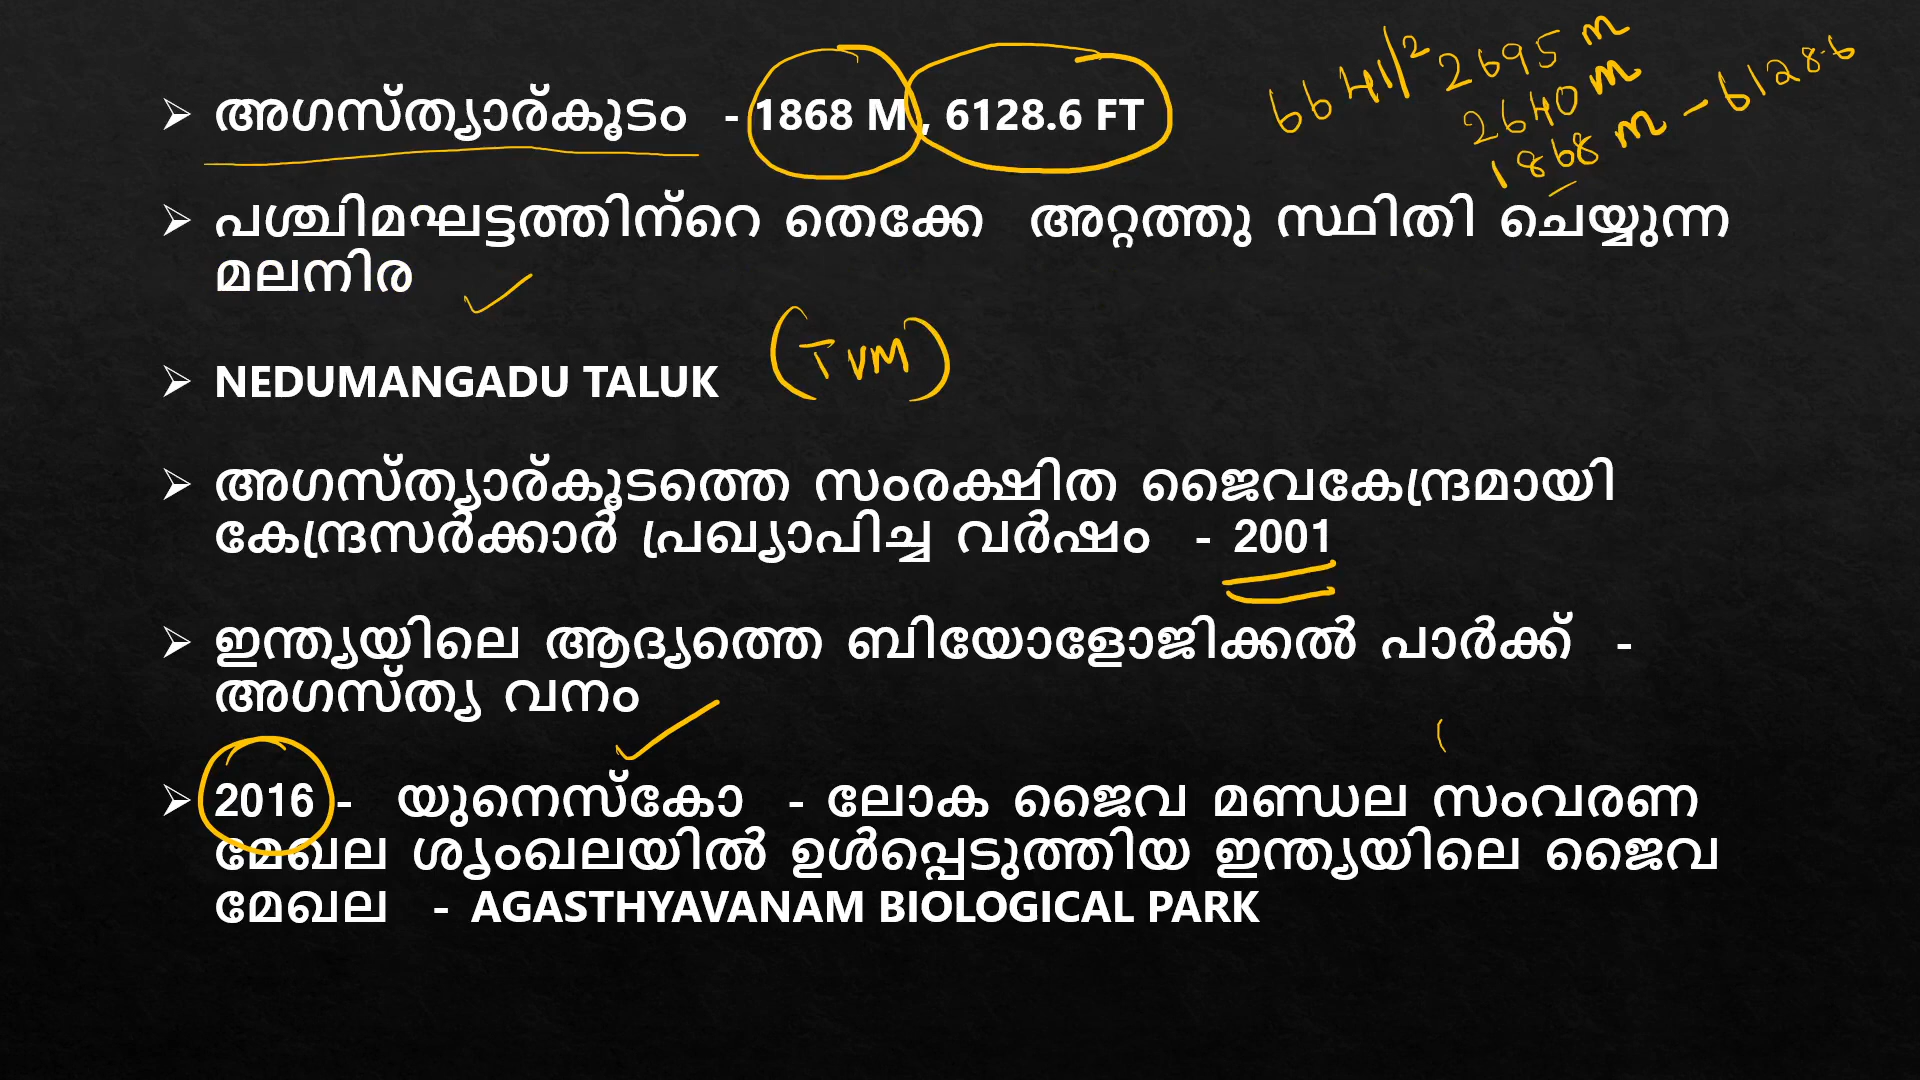 6641/2 2695 m
2640 m
1868 m - 6128.6
➢ അഗസ്ത്യാര്കൂടം - 1868 M , 6128.6 FT
➢ പശ്ചിമഘട്ടത്തിന്റെ തെക്കേ അറ്റത്തു സ്ഥിതി ചെയ്യുന്ന
മലനിര
(TVM)
➢ NEDUMANGADU TALUK
➢ അഗസ്ത്യാര്കൂടത്തെ സംരക്ഷിത ജൈവകേന്ദ്രമായി
കേന്ദ്രസർക്കാർ പ്രഖ്യാപിച്ച വർഷം - 2001
➢ ഇന്ത്യയിലെ ആദ്യത്തെ ബിയോളോജിക്കൽ പാർക്ക് -
അഗസ്ത്യ വനം
➢ 2016 - യുനെസ്കോ - ലോക ജൈവ മണ്ഡല സംവരണ
മേഖല ശൃംഖലയിൽ ഉൾപ്പെടുത്തിയ ഇന്ത്യയിലെ ജൈവ
മേഖല - AGASTHYAVANAM BIOLOGICAL PARK